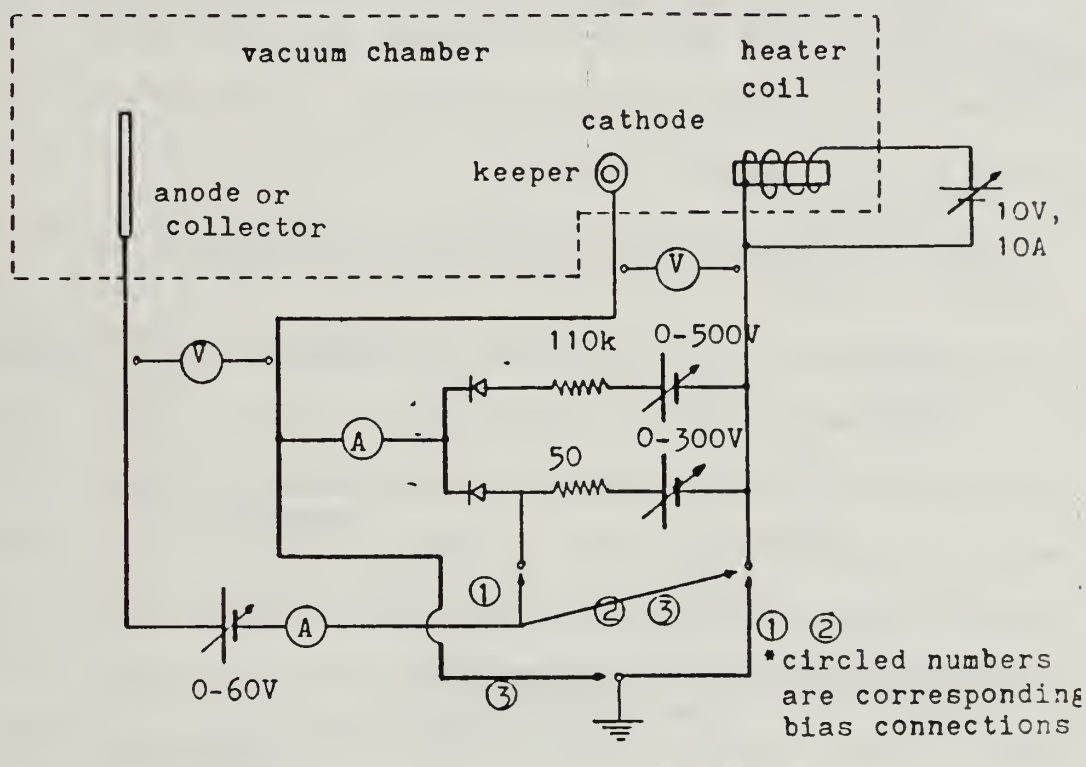 vacuum chamber
heater
coil
cathode
keeper
anode or
collector
10V,
10A
V
V
110k
0-500V
A
0-300V
50
①
② ③
① ②
A
*circled numbers
are corresponding
bias connections
0-60V
③